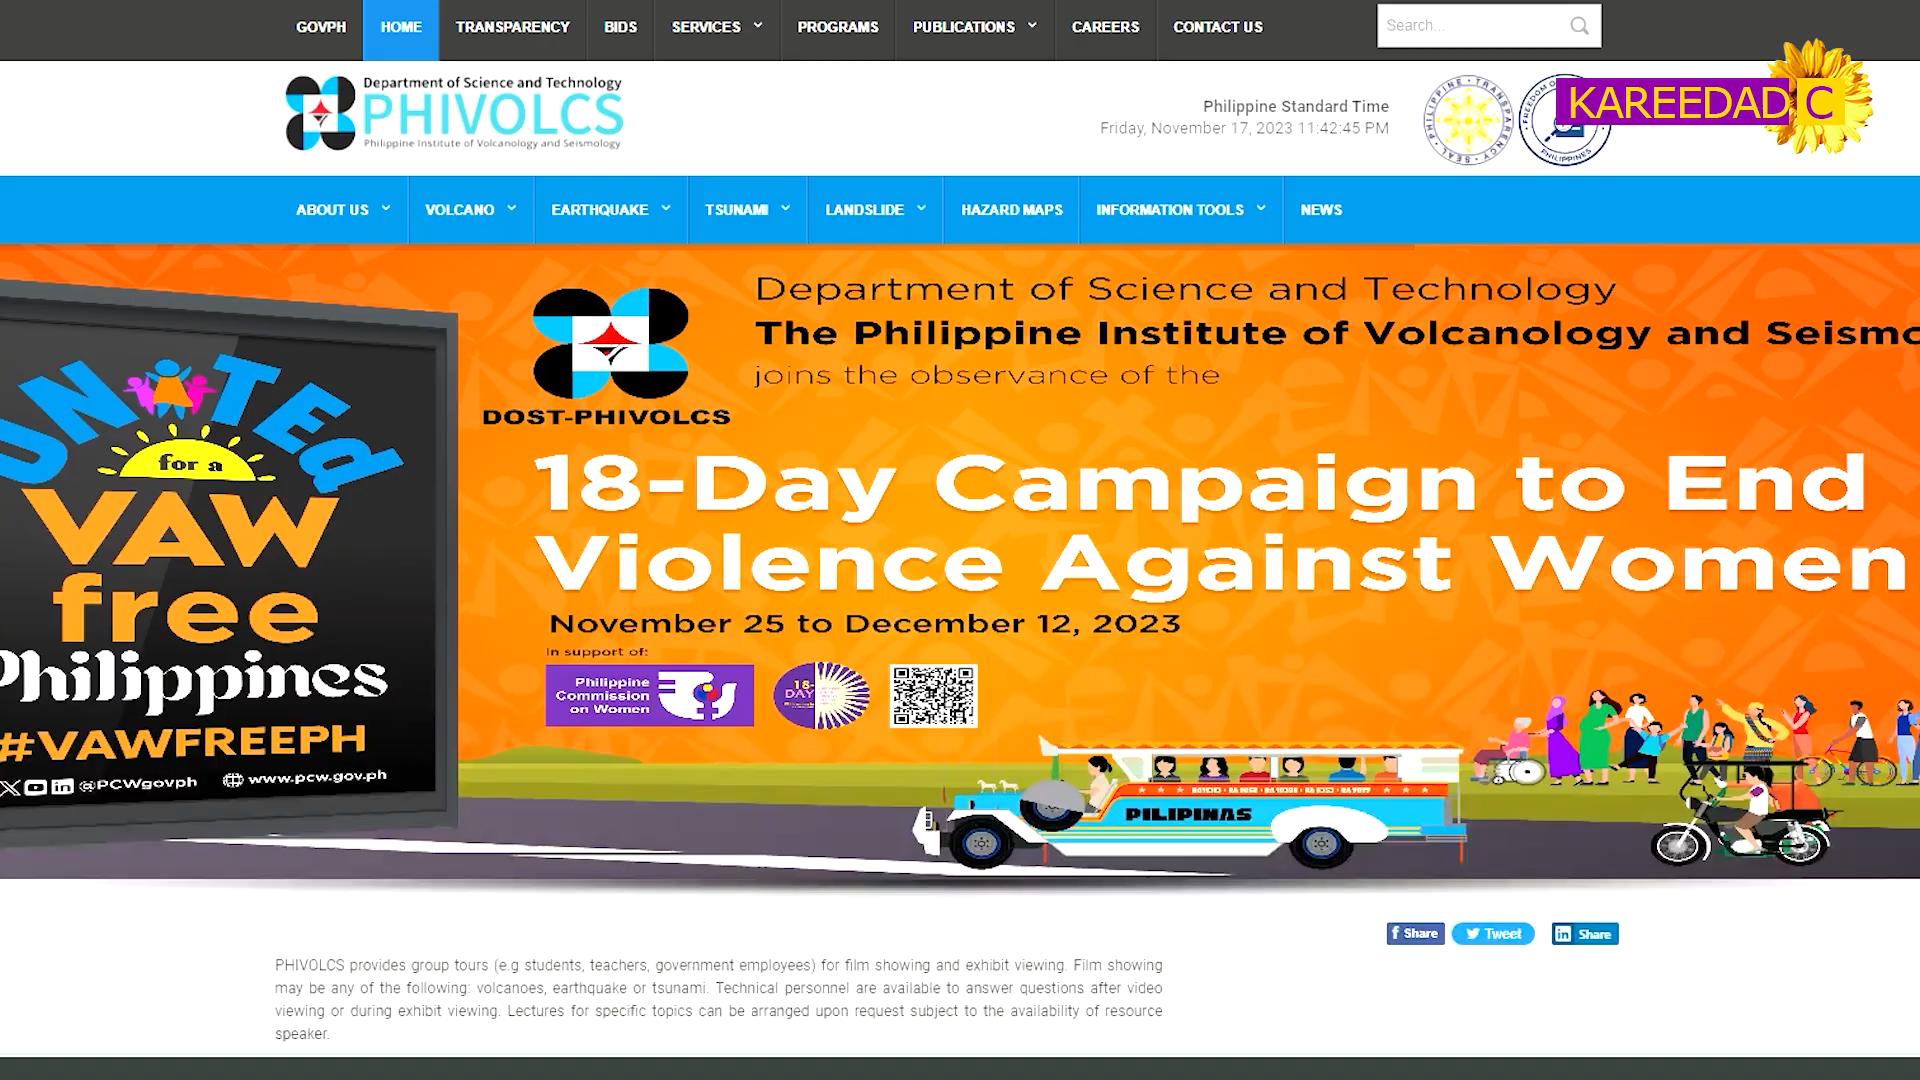 GOVPH HOME TRANSPARENCY BIDS SERVICES PROGRAMS PUBLICATIONS CAREERS CONTACT US Search...
Department of Science and Technology
PHIVOLCS
Philippine Institute of Volcanology and Seismology
Philippine Standard Time
Friday, November 17, 2023 11:42:45 PM
PHILIPPINE TRANSPARENCY SEAL
FREEDOM
PHILIPPINES
KAREEDAD C
ABOUT US VOLCANO EARTHQUAKE TSUNAMI LANDSLIDE HAZARD MAPS INFORMATION TOOLS NEWS
UNITEd
for a
VAW
free
Philippines
#VAWFREEPH
@PCWgovph www.pcw.gov.ph
DOST-PHIVOLCS
Department of Science and Technology
The Philippine Institute of Volcanology and Seismo
joins the observance of the
18-Day Campaign to End
Violence Against Women
November 25 to December 12, 2023
In support of:
Philippine
Commission
on Women
18-
DAY
PILIPINAS
Share Tweet Share
PHIVOLCS provides group tours (e.g students, teachers, government employees) for film showing and exhibit viewing. Film showing
may be any of the following: volcanoes, earthquake or tsunami. Technical personnel are available to answer questions after video
viewing or during exhibit viewing. Lectures for specific topics can be arranged upon request subject to the availability of resource
speaker.